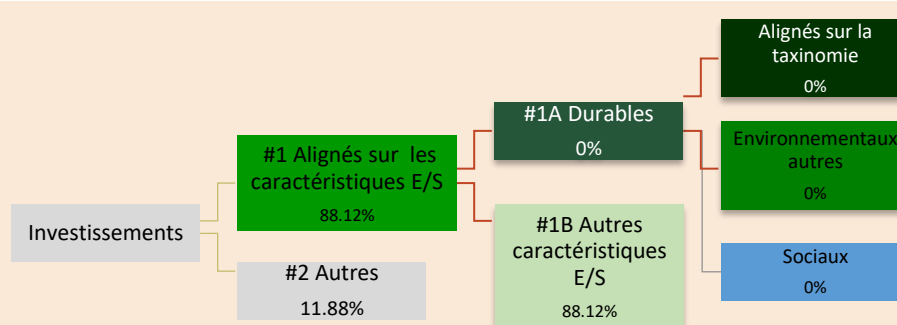 Investissements
#1 Alignés sur les
caractéristiques E/S
88.12%
#2 Autres
11.88%
#1A Durables
0%
#1B Autres
caractéristiques
E/S
88.12%
Alignés sur la
taxinomie
0%
Environnementaux
autres
0%
Sociaux
0%